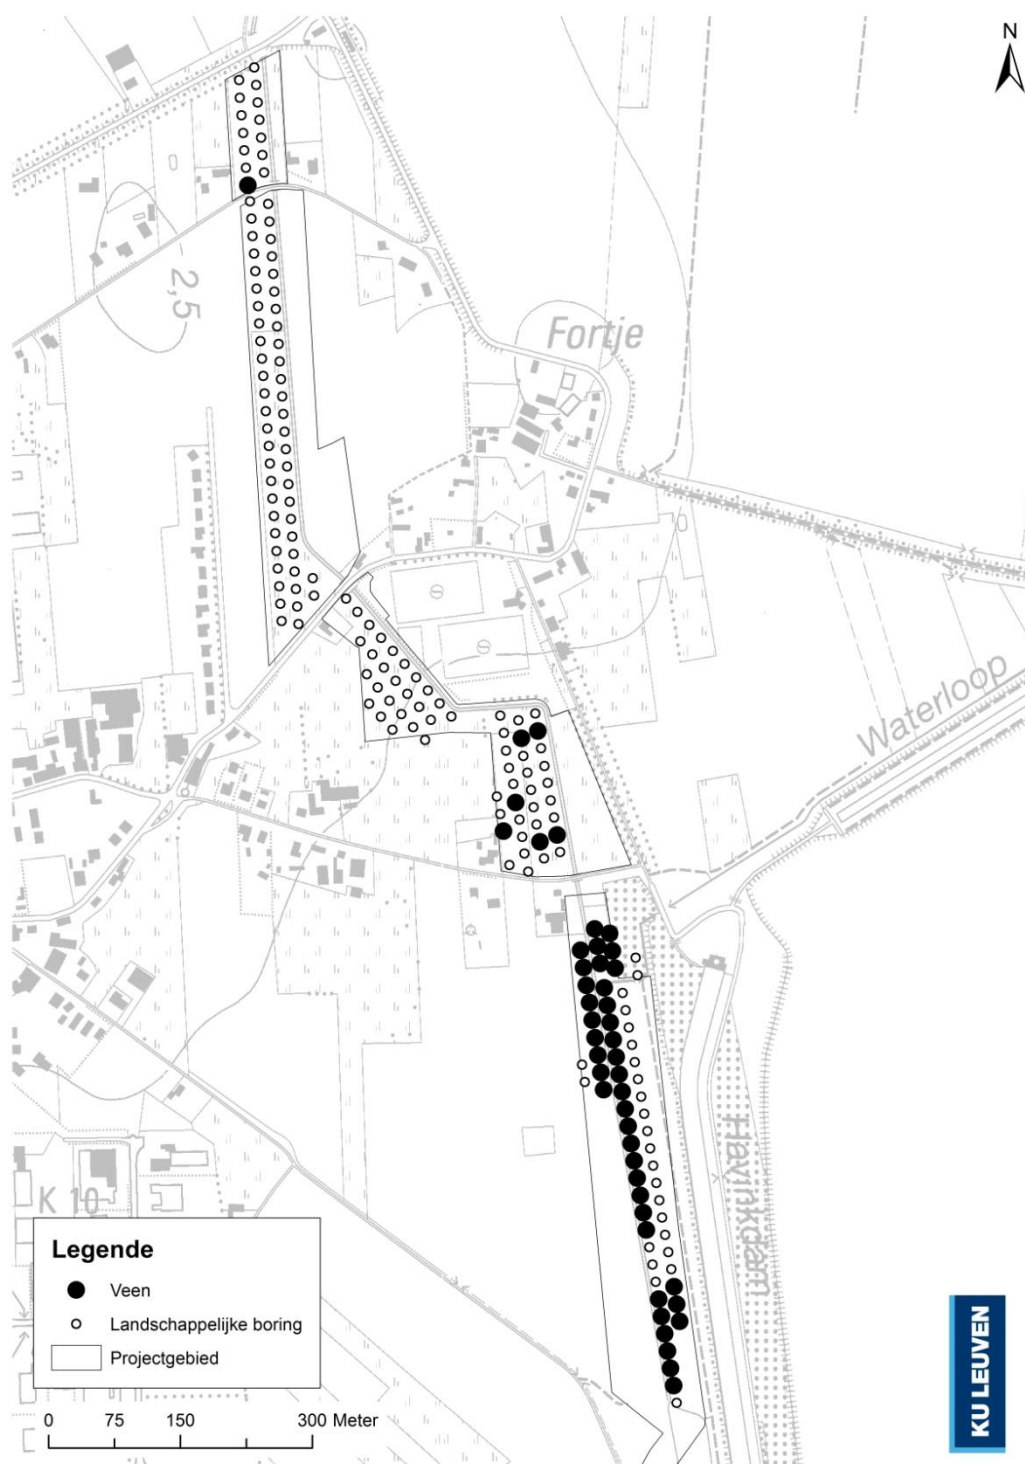 N
2,5
Fortje
Waterloop
Havinkdam
K 10
Legende
Veen
Landschappelijke boring
Projectgebied
0 75 150 300 Meter
KU LEUVEN